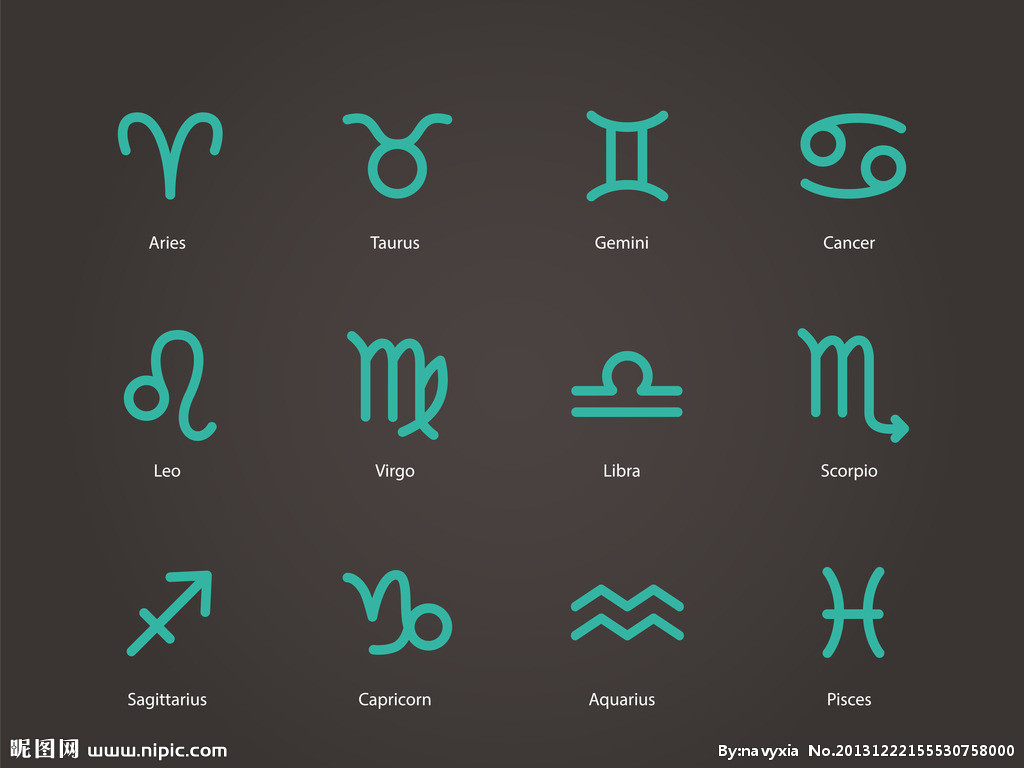 Aries
Taurus
Gemini
Cancer
Leo
Virgo
Libra
Scorpio
Sagittarius
Capricorn
Aquarius
Pisces
昵图网 www.nipic.com
By:navyxia No.20131222155530758000